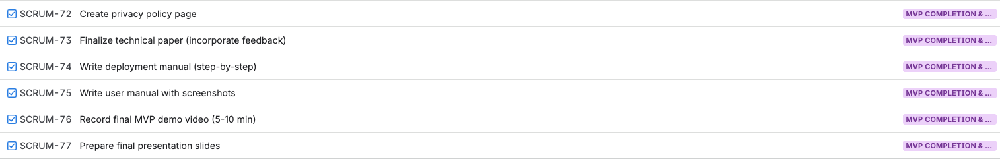 SCRUM-72 Create privacy policy page MVP COMPLETION & ...
SCRUM-73 Finalize technical paper (incorporate feedback) MVP COMPLETION & ...
SCRUM-74 Write deployment manual (step-by-step) MVP COMPLETION & ...
SCRUM-75 Write user manual with screenshots MVP COMPLETION & ...
SCRUM-76 Record final MVP demo video (5-10 min) MVP COMPLETION & ...
SCRUM-77 Prepare final presentation slides MVP COMPLETION & ...